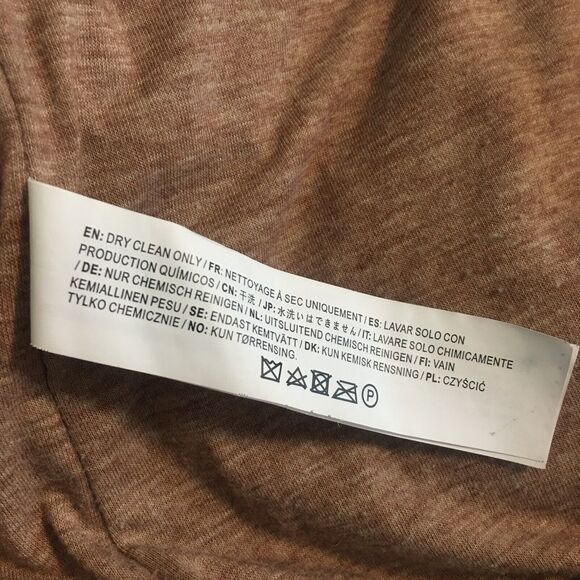 EN: DRY CLEAN ONLY / FR: NETTOYAGE À SEC UNIQUEMENT / ES: LAVAR SOLO CON
PRODUCTION QUÍMICOS / CN: 干洗 / JP: 水洗いはできません / IT: LAVARE SOLO CHIMICAMENTE
/ DE: NUR CHEMISCH REINIGEN / NL: UITSLUITEND CHEMISCH REINIGEN / FI: VAIN
KEMIALLINEN PESU / SE: ENDAST KEMTVÄTT / DK: KUN KEMISK RENSNING / PL: CZYŚCIĆ
TYLKO CHEMICZNIE / NO: KUN TØRRENSING.
P